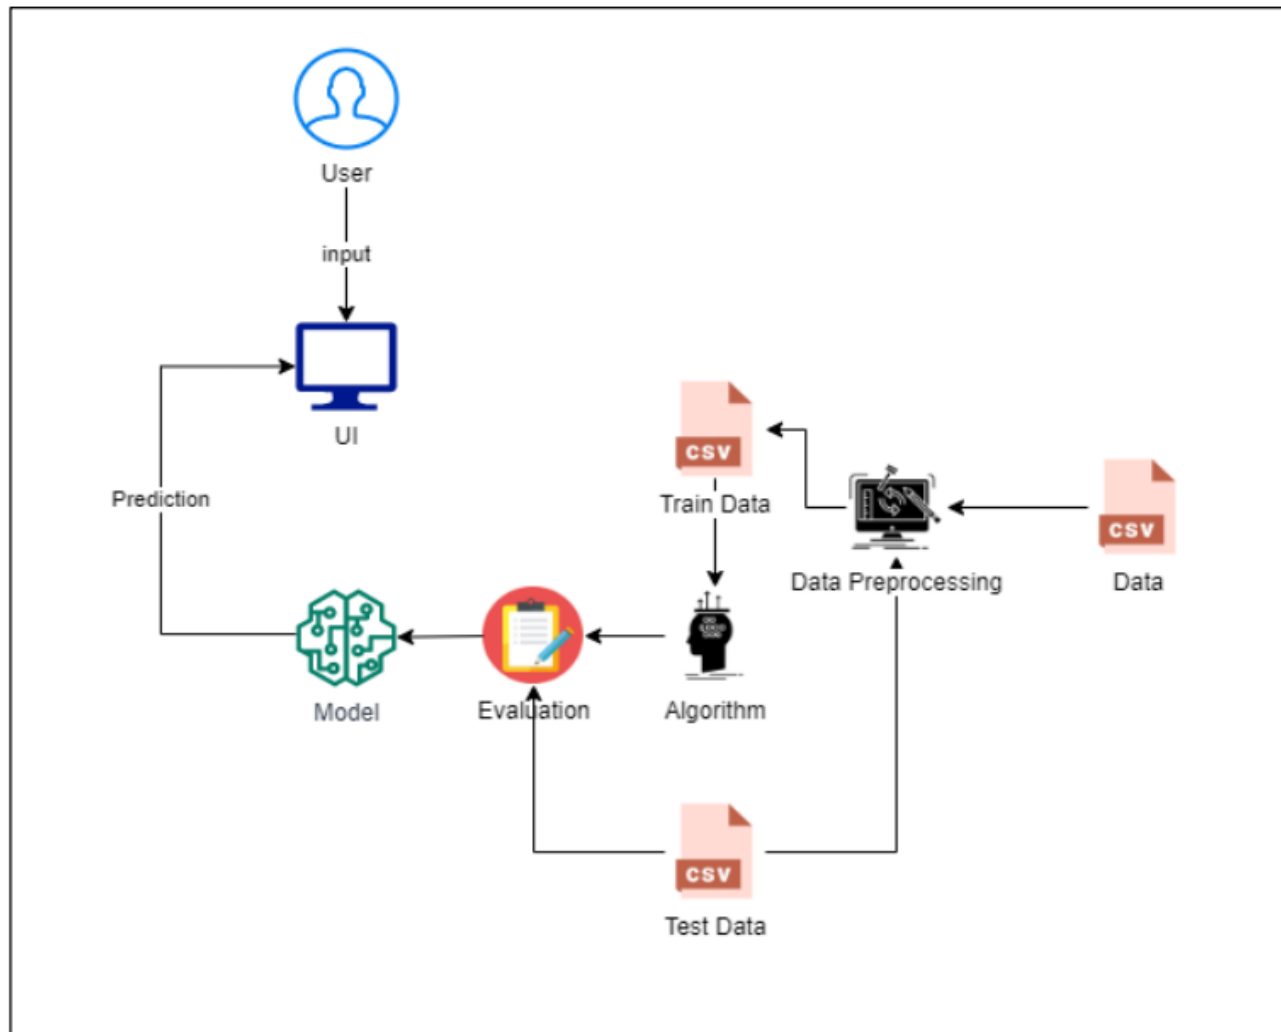 User
input
UI
Prediction
CSV
Train Data
CSV
Data Preprocessing
Data
Model
Evaluation
Algorithm
CSV
Test Data